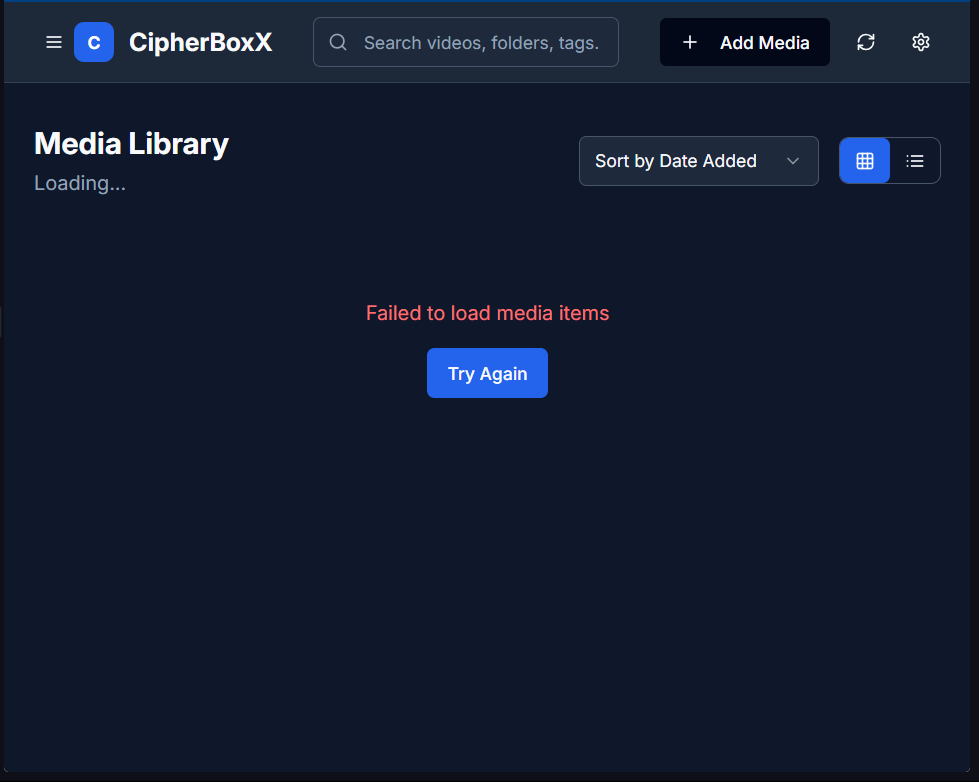 C CipherBoxX Search videos, folders, tags. Add Media
Media Library
Sort by Date Added
Loading...
Failed to load media items
Try Again